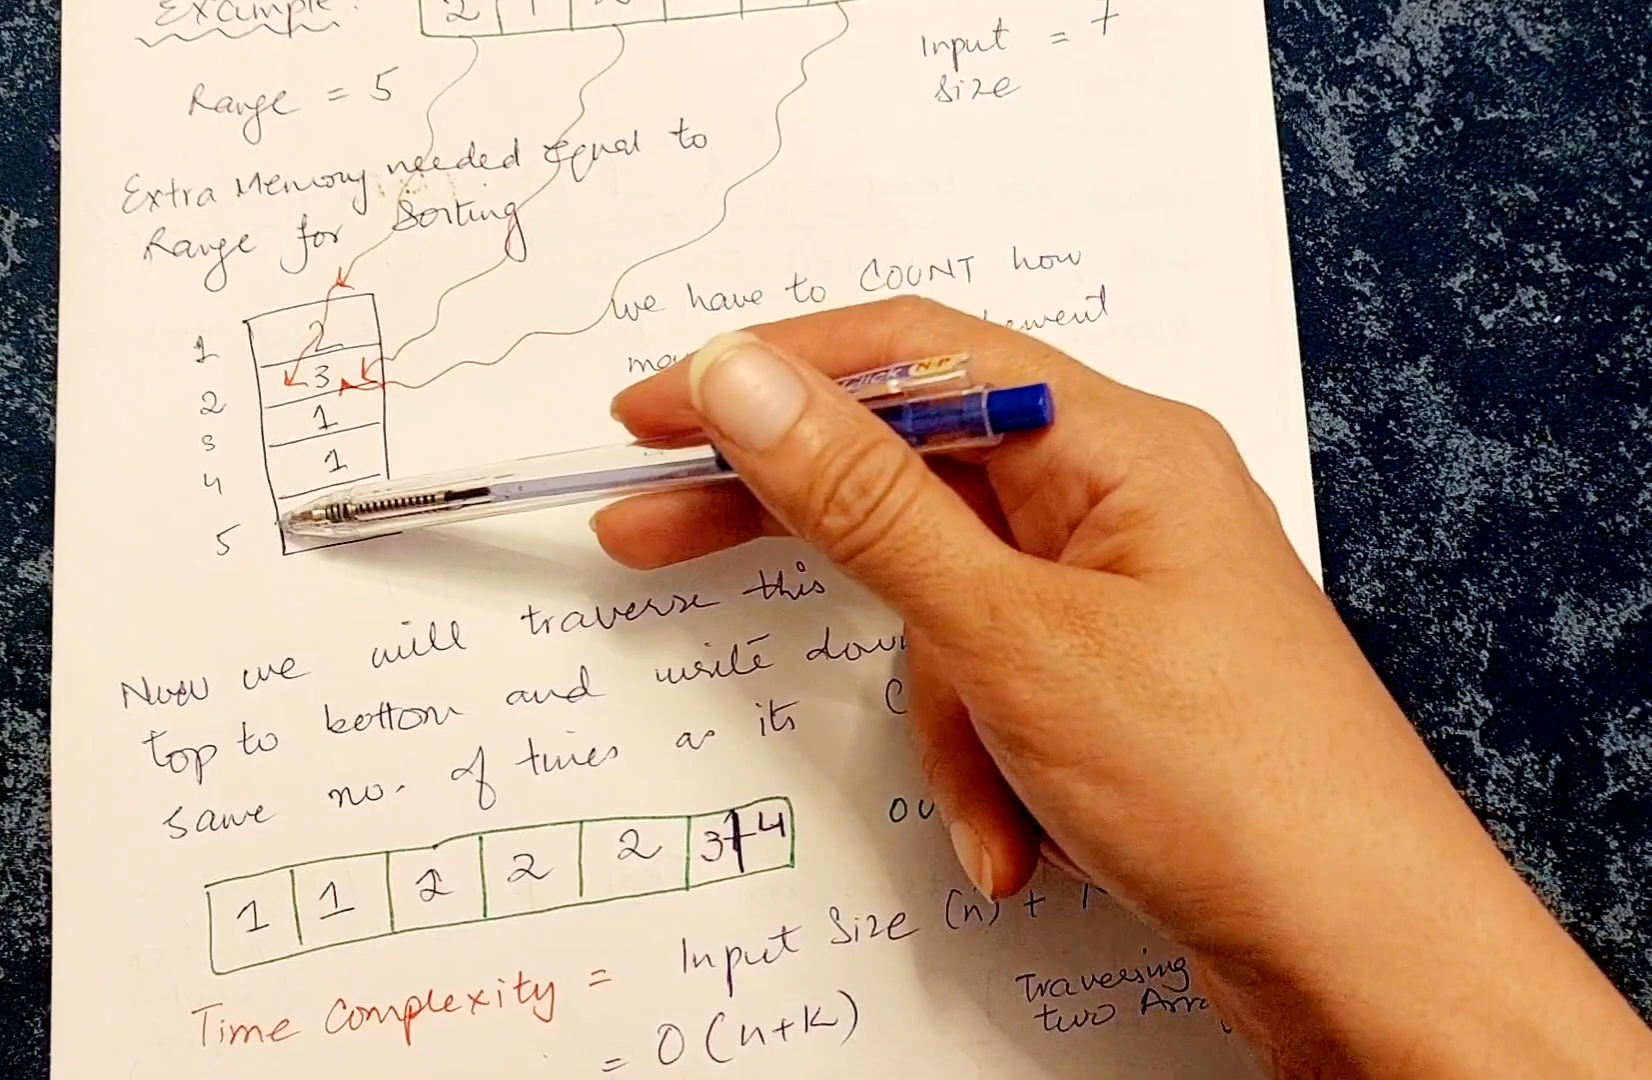 Example:
2 1 2
Range = 5
Input = 7
Size
Extra Memory needed Equal to
Range for Sorting
We have to COUNT how
1 2
2 3
3 1
4 1
5
Now we will traverse this
top to bottom and write down
same no. of times as its
1 1 2 2 2 3 4
Time Complexity = Input Size (n) +
Traversing
two
= O(n+k)